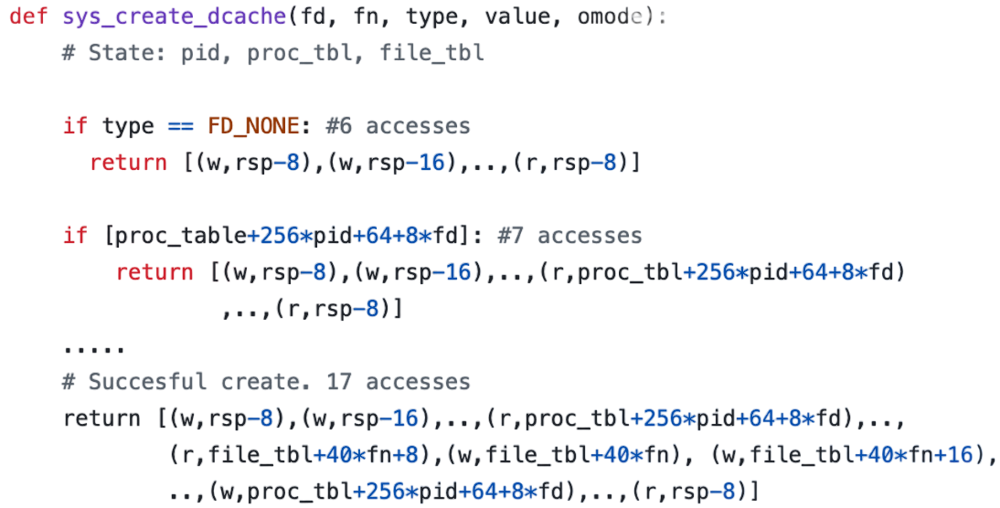 def sys_create_dcache(fd, fn, type, value, omode):
# State: pid, proc_tbl, file_tbl
if type == FD_NONE: #6 accesses
return [(w,rsp-8),(w,rsp-16),..,(r,rsp-8)]
if [proc_table+256*pid+64+8*fd]: #7 accesses
return [(w,rsp-8),(w,rsp-16),..,(r,proc_tbl+256*pid+64+8*fd)
,..,(r,rsp-8)]
.....
# Succesful create. 17 accesses
return [(w,rsp-8),(w,rsp-16),..,(r,proc_tbl+256*pid+64+8*fd),..,
(r,file_tbl+40*fn+8),(w,file_tbl+40*fn), (w,file_tbl+40*fn+16),
..,(w,proc_tbl+256*pid+64+8*fd),..,(r,rsp-8)]